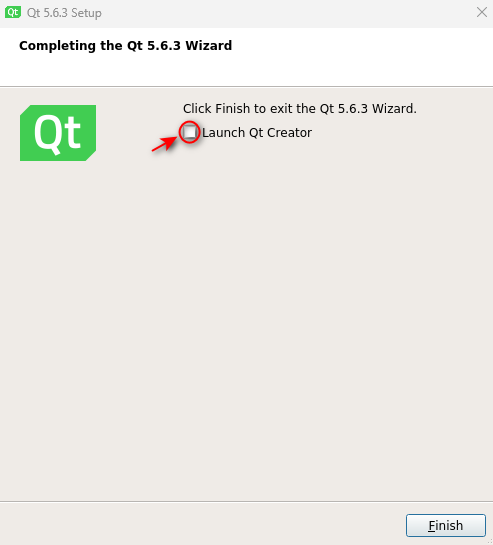 Qt 5.6.3 Setup
Completing the Qt 5.6.3 Wizard
Click Finish to exit the Qt 5.6.3 Wizard.
Qt
Launch Qt Creator
Finish